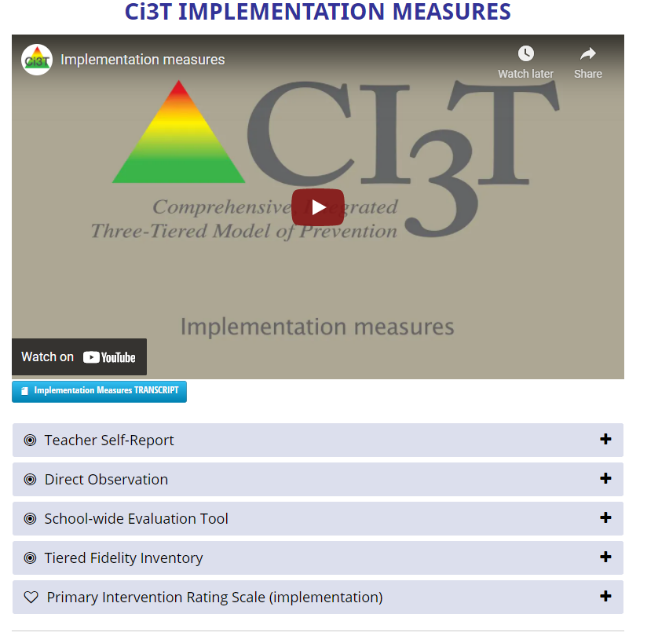 Ci3T IMPLEMENTATION MEASURES
Ci3T
Implementation measures
Watch later
Share
CI3T
Comprehensive, Integrated
Three-Tiered Model of Prevention
Implementation measures
Watch on YouTube
Implementation Measures TRANSCRIPT
Teacher Self-Report
Direct Observation
School-wide Evaluation Tool
Tiered Fidelity Inventory
Primary Intervention Rating Scale (implementation)